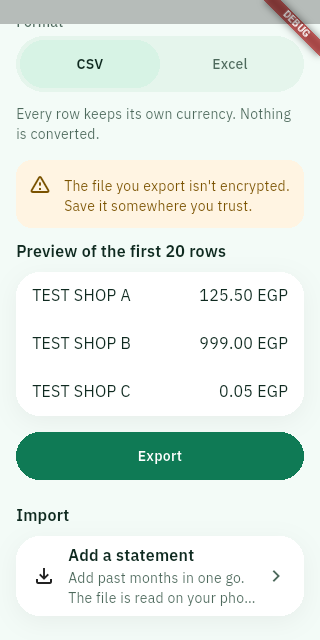 Format
DEBUG
CSV
Excel
Every row keeps its own currency. Nothing
is converted.
The file you export isn't encrypted.
Save it somewhere you trust.
Preview of the first 20 rows
TEST SHOP A 125.50 EGP
TEST SHOP B 999.00 EGP
TEST SHOP C 0.05 EGP
Export
Import
Add a statement
Add past months in one go.
The file is read on your pho...